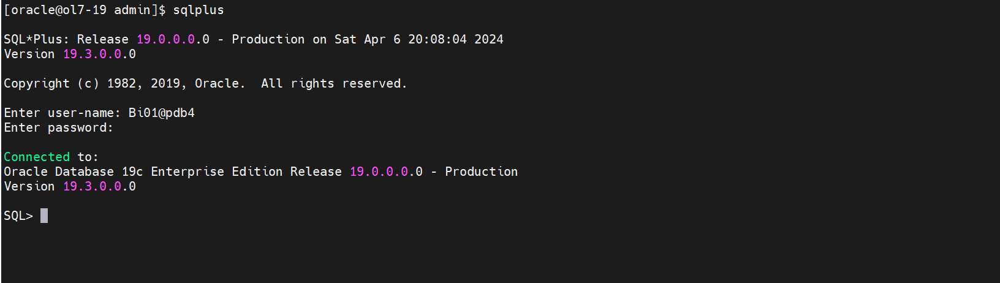 [oracle@ol7-19 admin]$ sqlplus
SQL*Plus: Release 19.0.0.0.0 - Production on Sat Apr 6 20:08:04 2024
Version 19.3.0.0.0
Copyright (c) 1982, 2019, Oracle.  All rights reserved.
Enter user-name: Bi01@pdb4
Enter password:
Connected to:
Oracle Database 19c Enterprise Edition Release 19.0.0.0.0 - Production
Version 19.3.0.0.0
SQL>